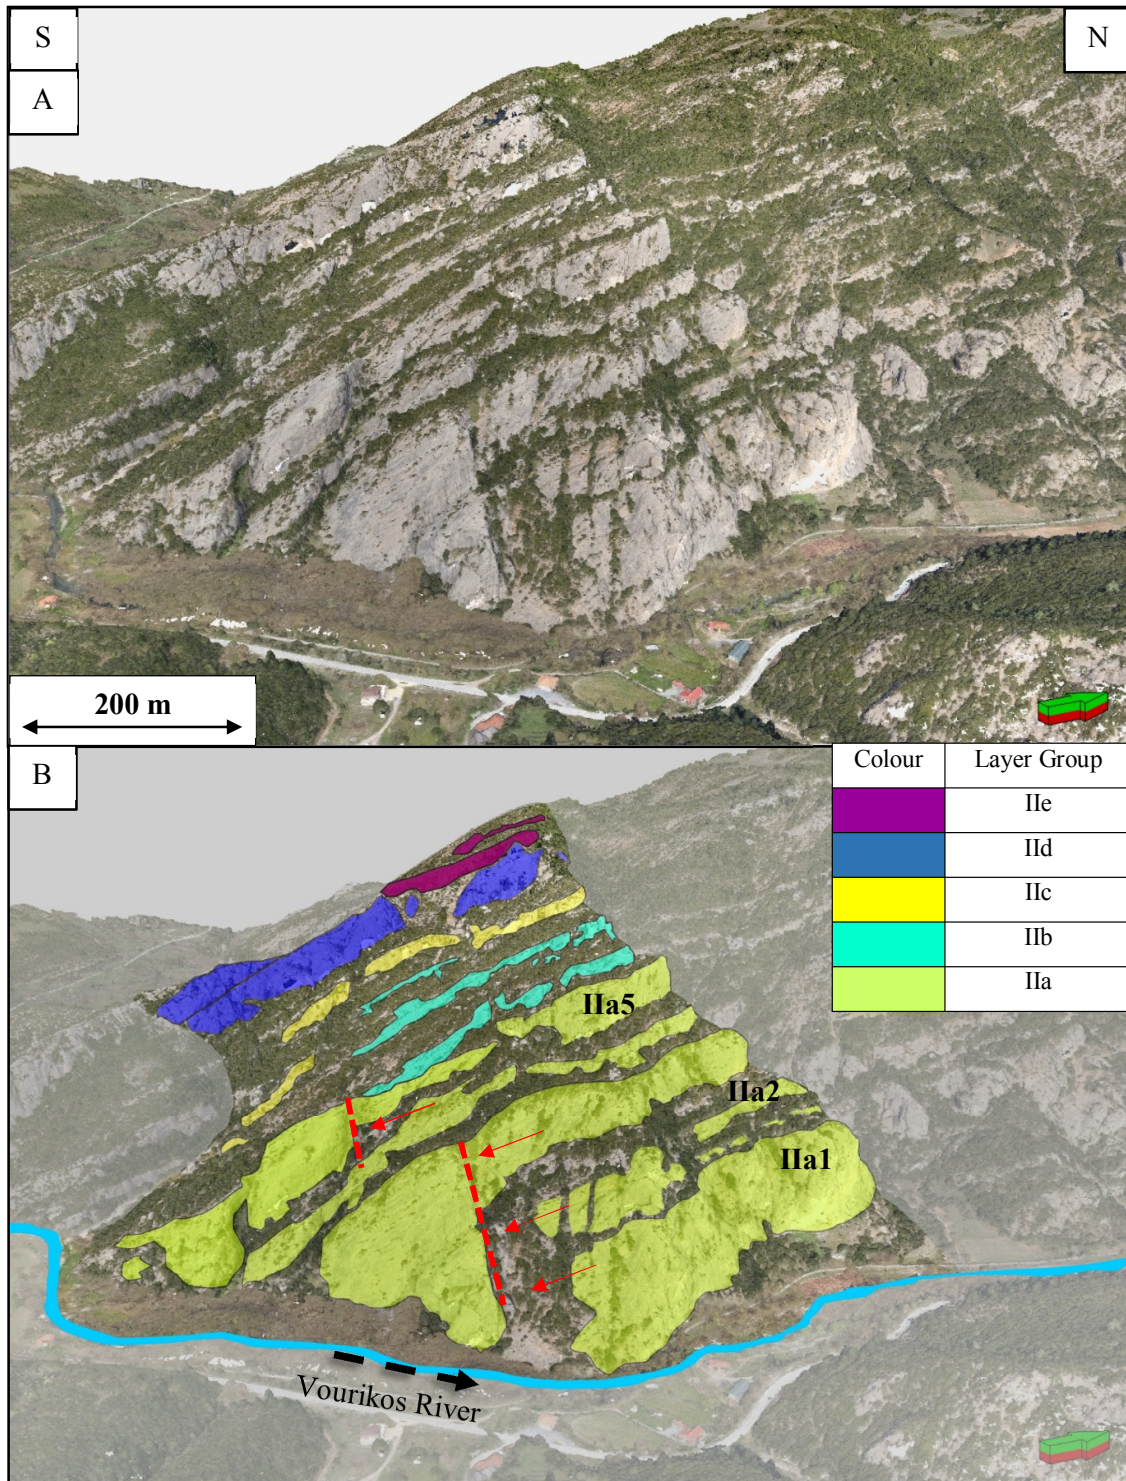 S
N
A
200 m
B
Colour Layer Group
IIe
IId
IIc
IIb
IIa
IIa5
IIa2
IIa1
Vourikos River